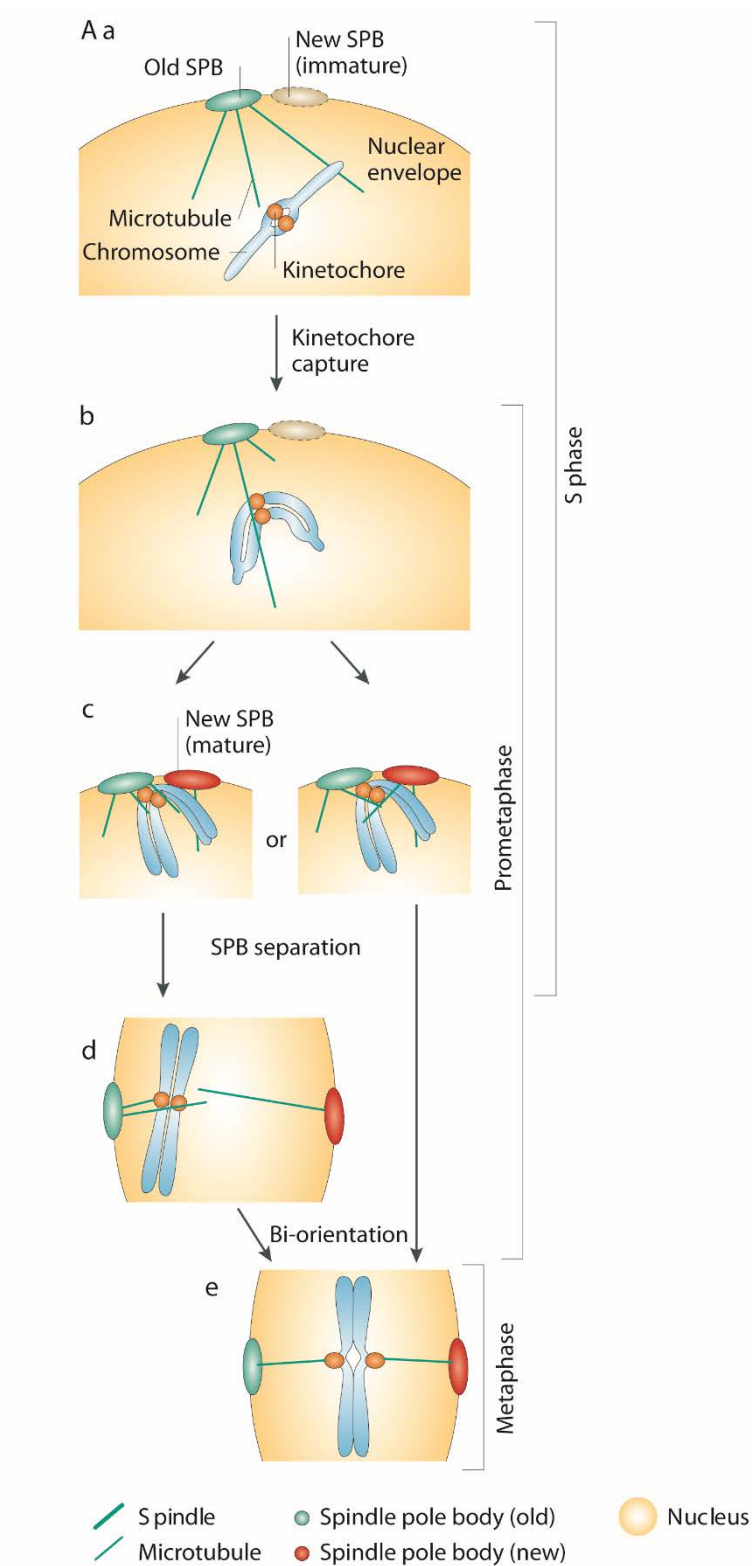 A a
Old SPB
New SPB
(immature)
Nuclear
envelope
Microtubule
Chromosome
Kinetochore
Kinetochore
capture
b
S phase
c
New SPB
(mature)
or
Prometaphase
SPB separation
d
Bi-orientation
e
Metaphase
Spindle
Spindle pole body (old)
Nucleus
Microtubule
Spindle pole body (new)